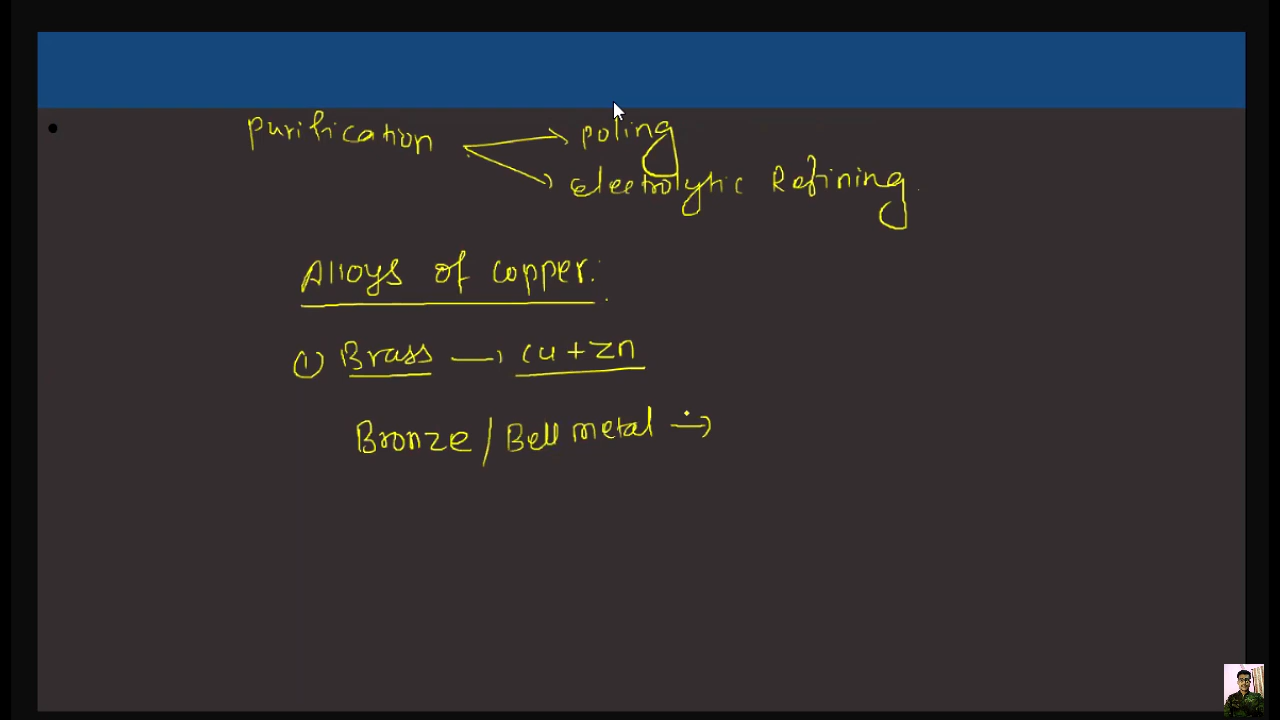 Purification → poling
→ electrolytic Refining
Alloys of copper:
① Brass → Cu + Zn
Bronze / Bell metal →